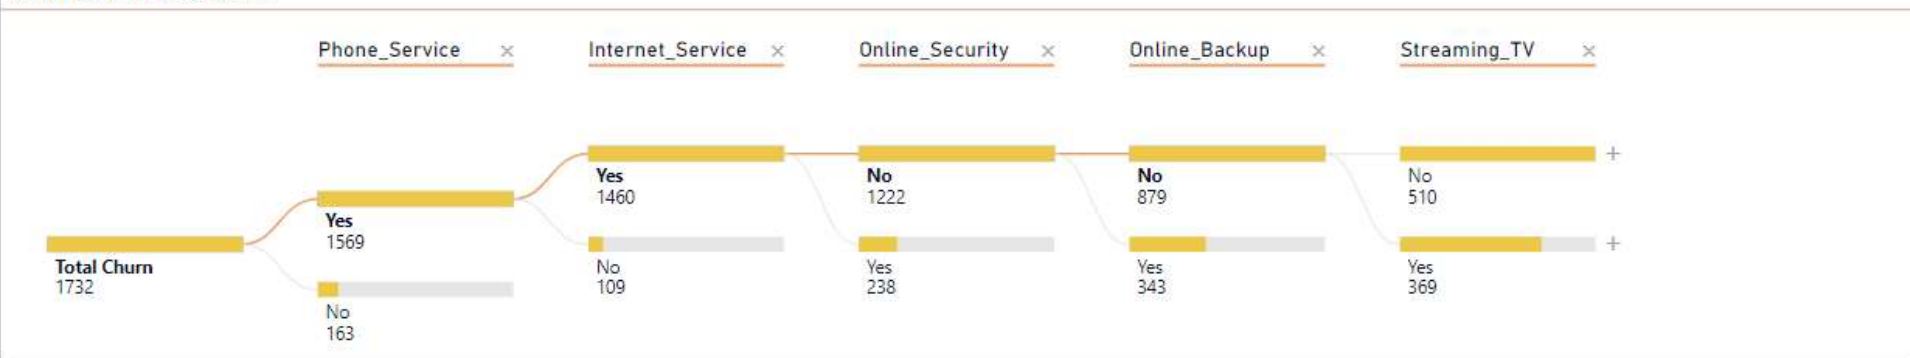 Phone_Service × Internet_Service × Online_Security × Online_Backup × Streaming_TV ×
Total Churn
1732
Yes
1569
No
163
Yes
1460
No
109
No
1222
Yes
238
No
879
Yes
343
No
510
+
Yes
369
+